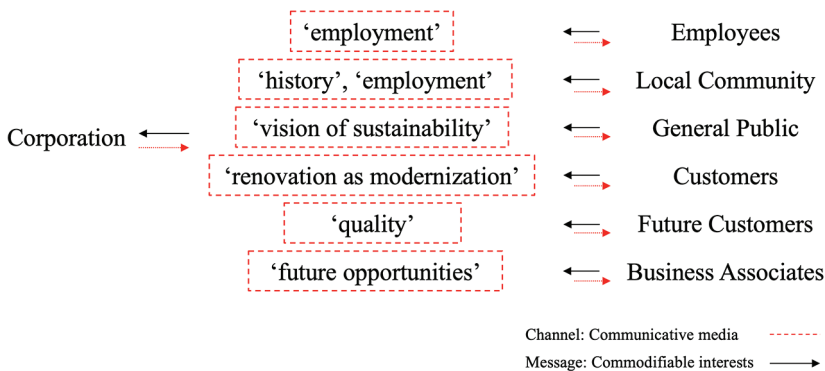 ‘employment’ Employees
‘history’, ‘employment’ Local Community
Corporation ‘vision of sustainability’ General Public
‘renovation as modernization’ Customers
‘quality’ Future Customers
‘future opportunities’ Business Associates
Channel: Communicative media
Message: Commodifiable interests